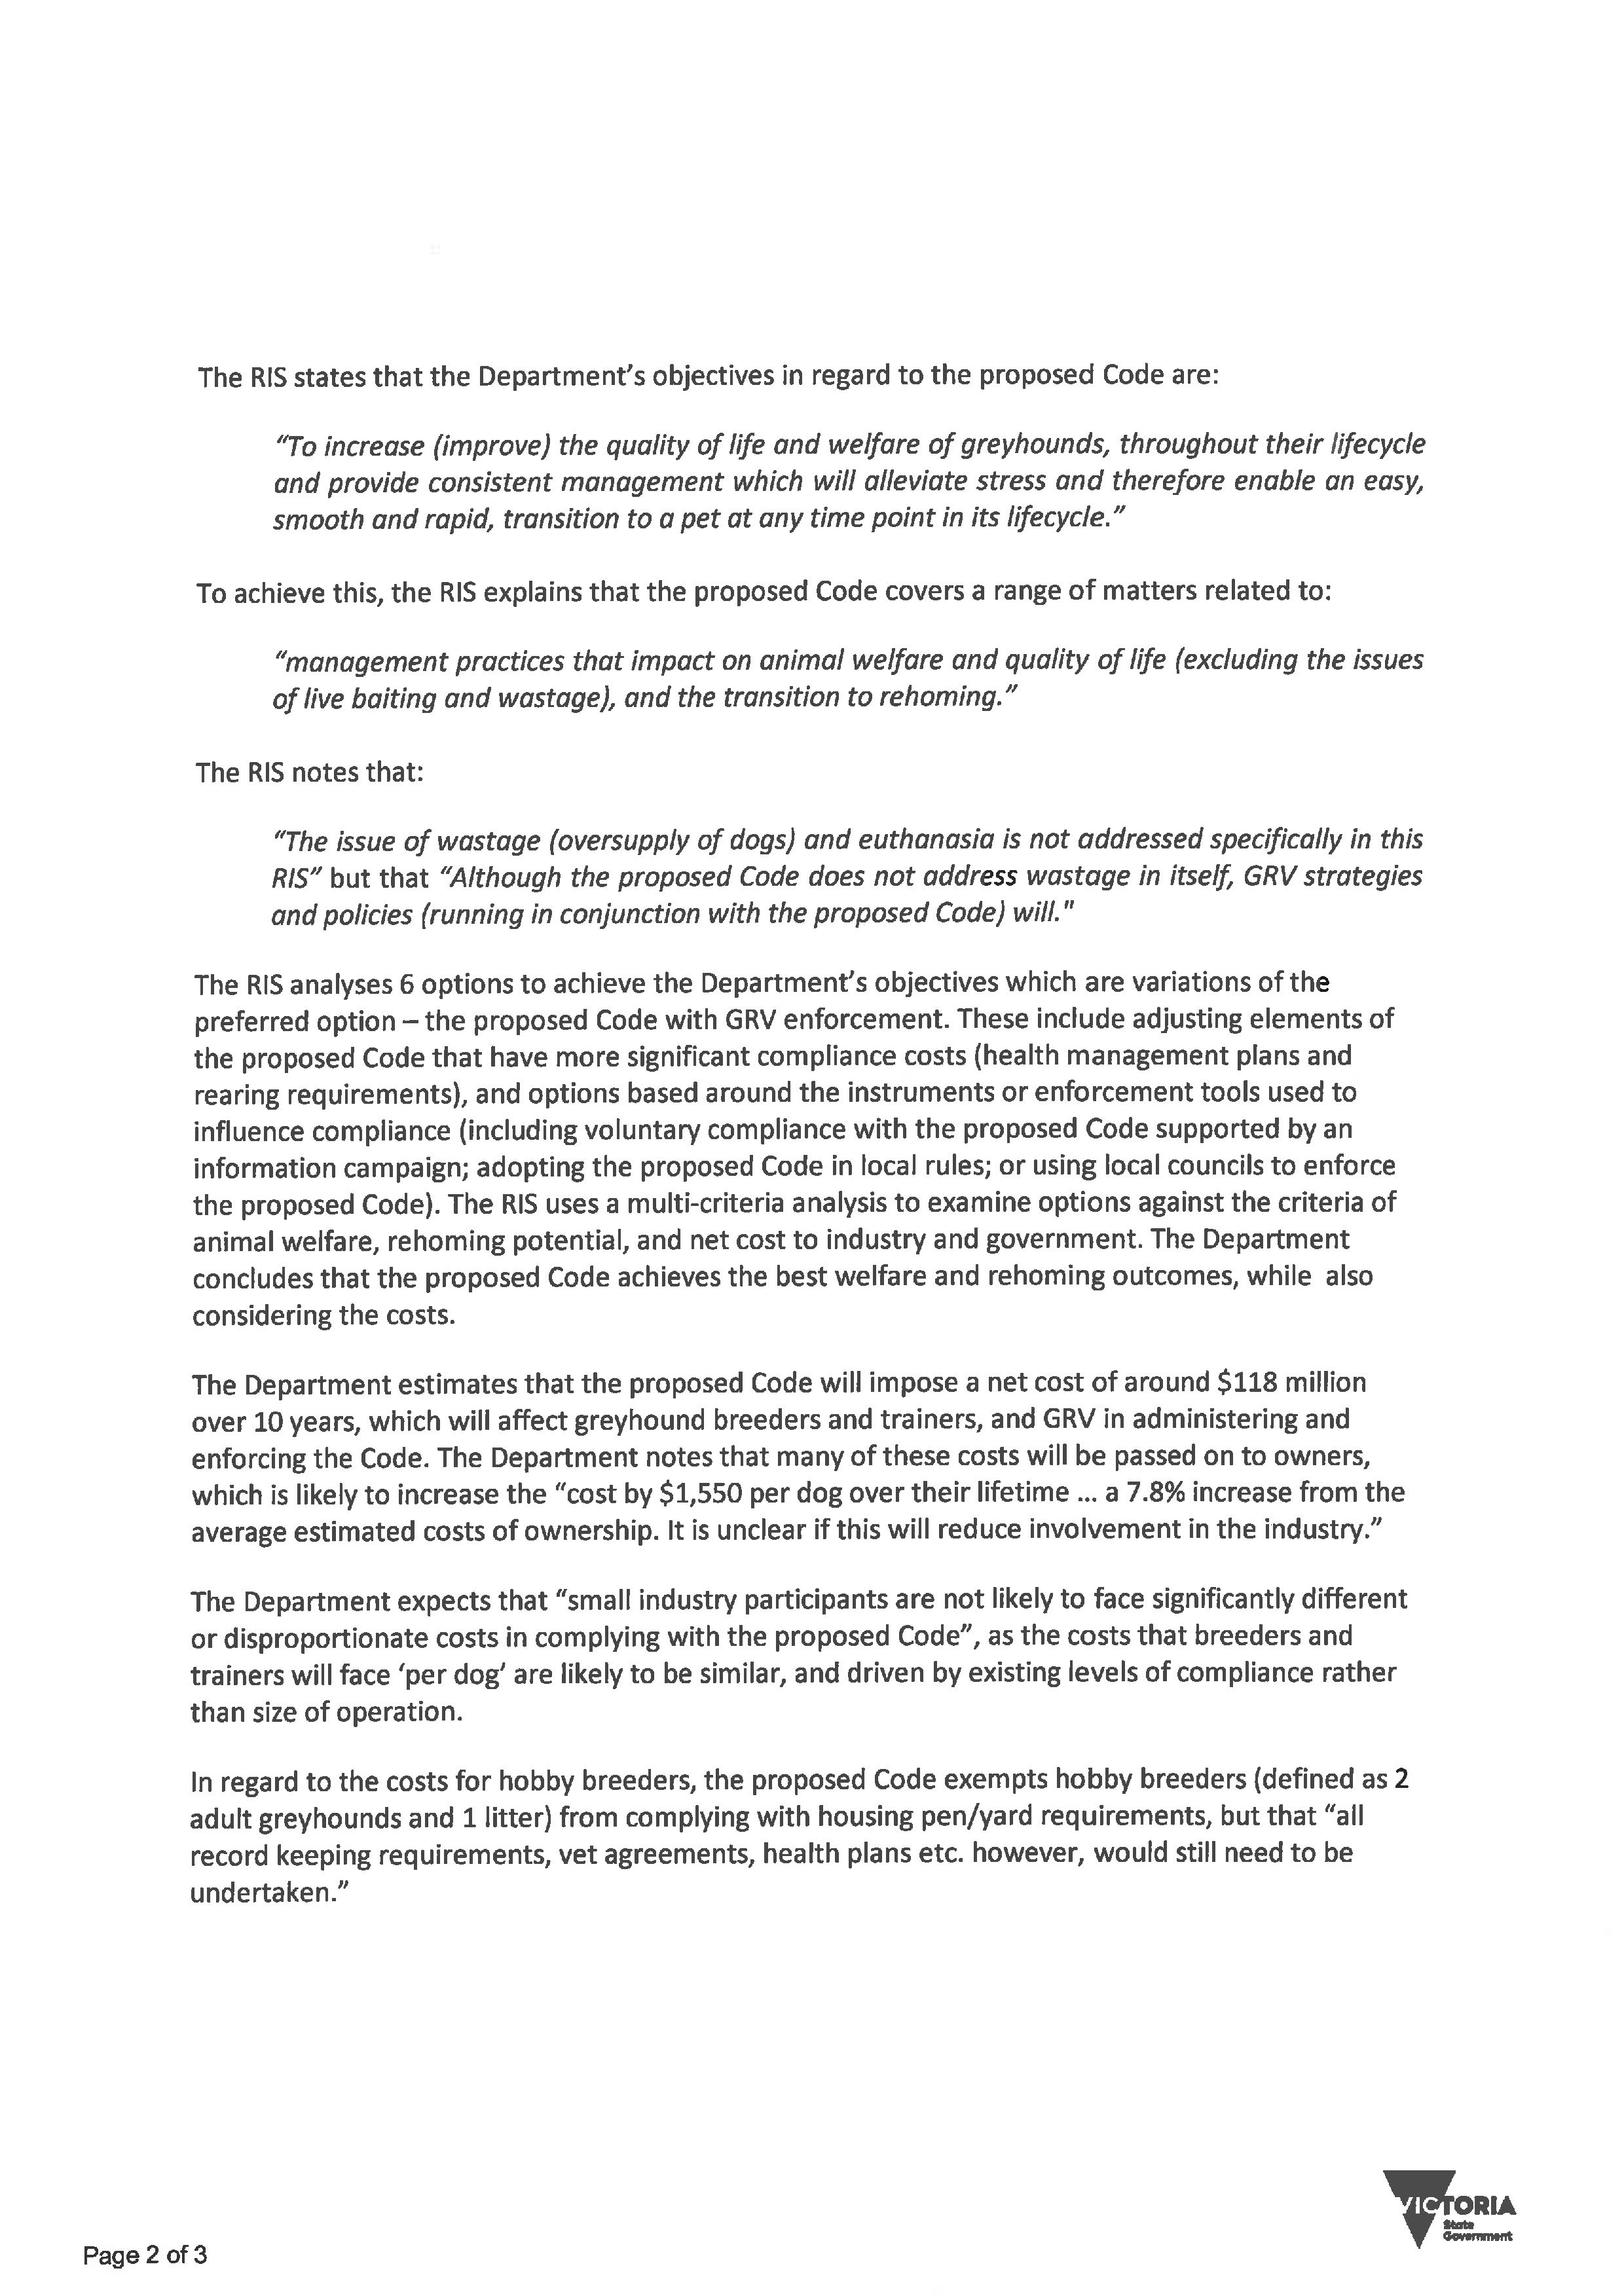 The RIS states that the Department's objectives in regard to the proposed Code are:
"To increase (improve) the quality of life and welfare of greyhounds, throughout their lifecycle
and provide consistent management which will alleviate stress and therefore enable an easy,
smooth and rapid, transition to a pet at any time point in its lifecycle."
To achieve this, the RIS explains that the proposed Code covers a range of matters related to:
"management practices that impact on animal welfare and quality of life (excluding the issues
of live baiting and wastage), and the transition to rehoming."
The RIS notes that:
"The issue of wastage (oversupply of dogs) and euthanasia is not addressed specifically in this
RIS" but that "Although the proposed Code does not address wastage in itself, GRV strategies
and policies (running in conjunction with the proposed Code) will."
The RIS analyses 6 options to achieve the Department's objectives which are variations of the
preferred option – the proposed Code with GRV enforcement. These include adjusting elements of
the proposed Code that have more significant compliance costs (health management plans and
rearing requirements), and options based around the instruments or enforcement tools used to
influence compliance (including voluntary compliance with the proposed Code supported by an
information campaign; adopting the proposed Code in local rules; or using local councils to enforce
the proposed Code). The RIS uses a multi-criteria analysis to examine options against the criteria of
animal welfare, rehoming potential, and net cost to industry and government. The Department
concludes that the proposed Code achieves the best welfare and rehoming outcomes, while also
considering the costs.
The Department estimates that the proposed Code will impose a net cost of around $118 million
over 10 years, which will affect greyhound breeders and trainers, and GRV in administering and
enforcing the Code. The Department notes that many of these costs will be passed on to owners,
which is likely to increase the "cost by $1,550 per dog over their lifetime ... a 7.8% increase from the
average estimated costs of ownership. It is unclear if this will reduce involvement in the industry."
The Department expects that "small industry participants are not likely to face significantly different
or disproportionate costs in complying with the proposed Code", as the costs that breeders and
trainers will face 'per dog' are likely to be similar, and driven by existing levels of compliance rather
than size of operation.
In regard to the costs for hobby breeders, the proposed Code exempts hobby breeders (defined as 2
adult greyhounds and 1 litter) from complying with housing pen/yard requirements, but that "all
record keeping requirements, vet agreements, health plans etc. however, would still need to be
undertaken."
VICTORIA
State
Government
Page 2 of 3